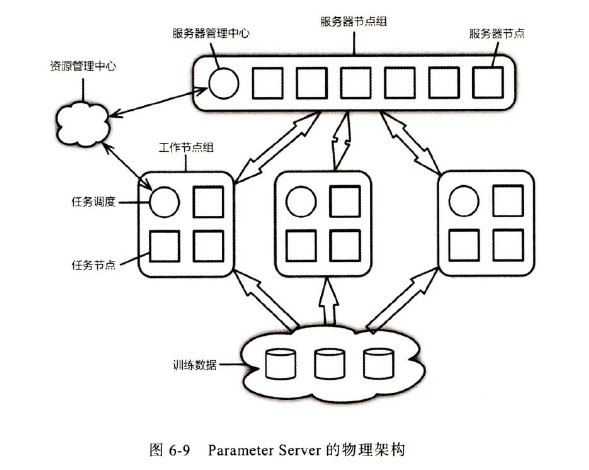 服务器节点组
服务器管理中心
服务器节点
资源管理中心
工作节点组
任务调度
任务节点
训练数据
图 6-9 Parameter Server 的物理架构